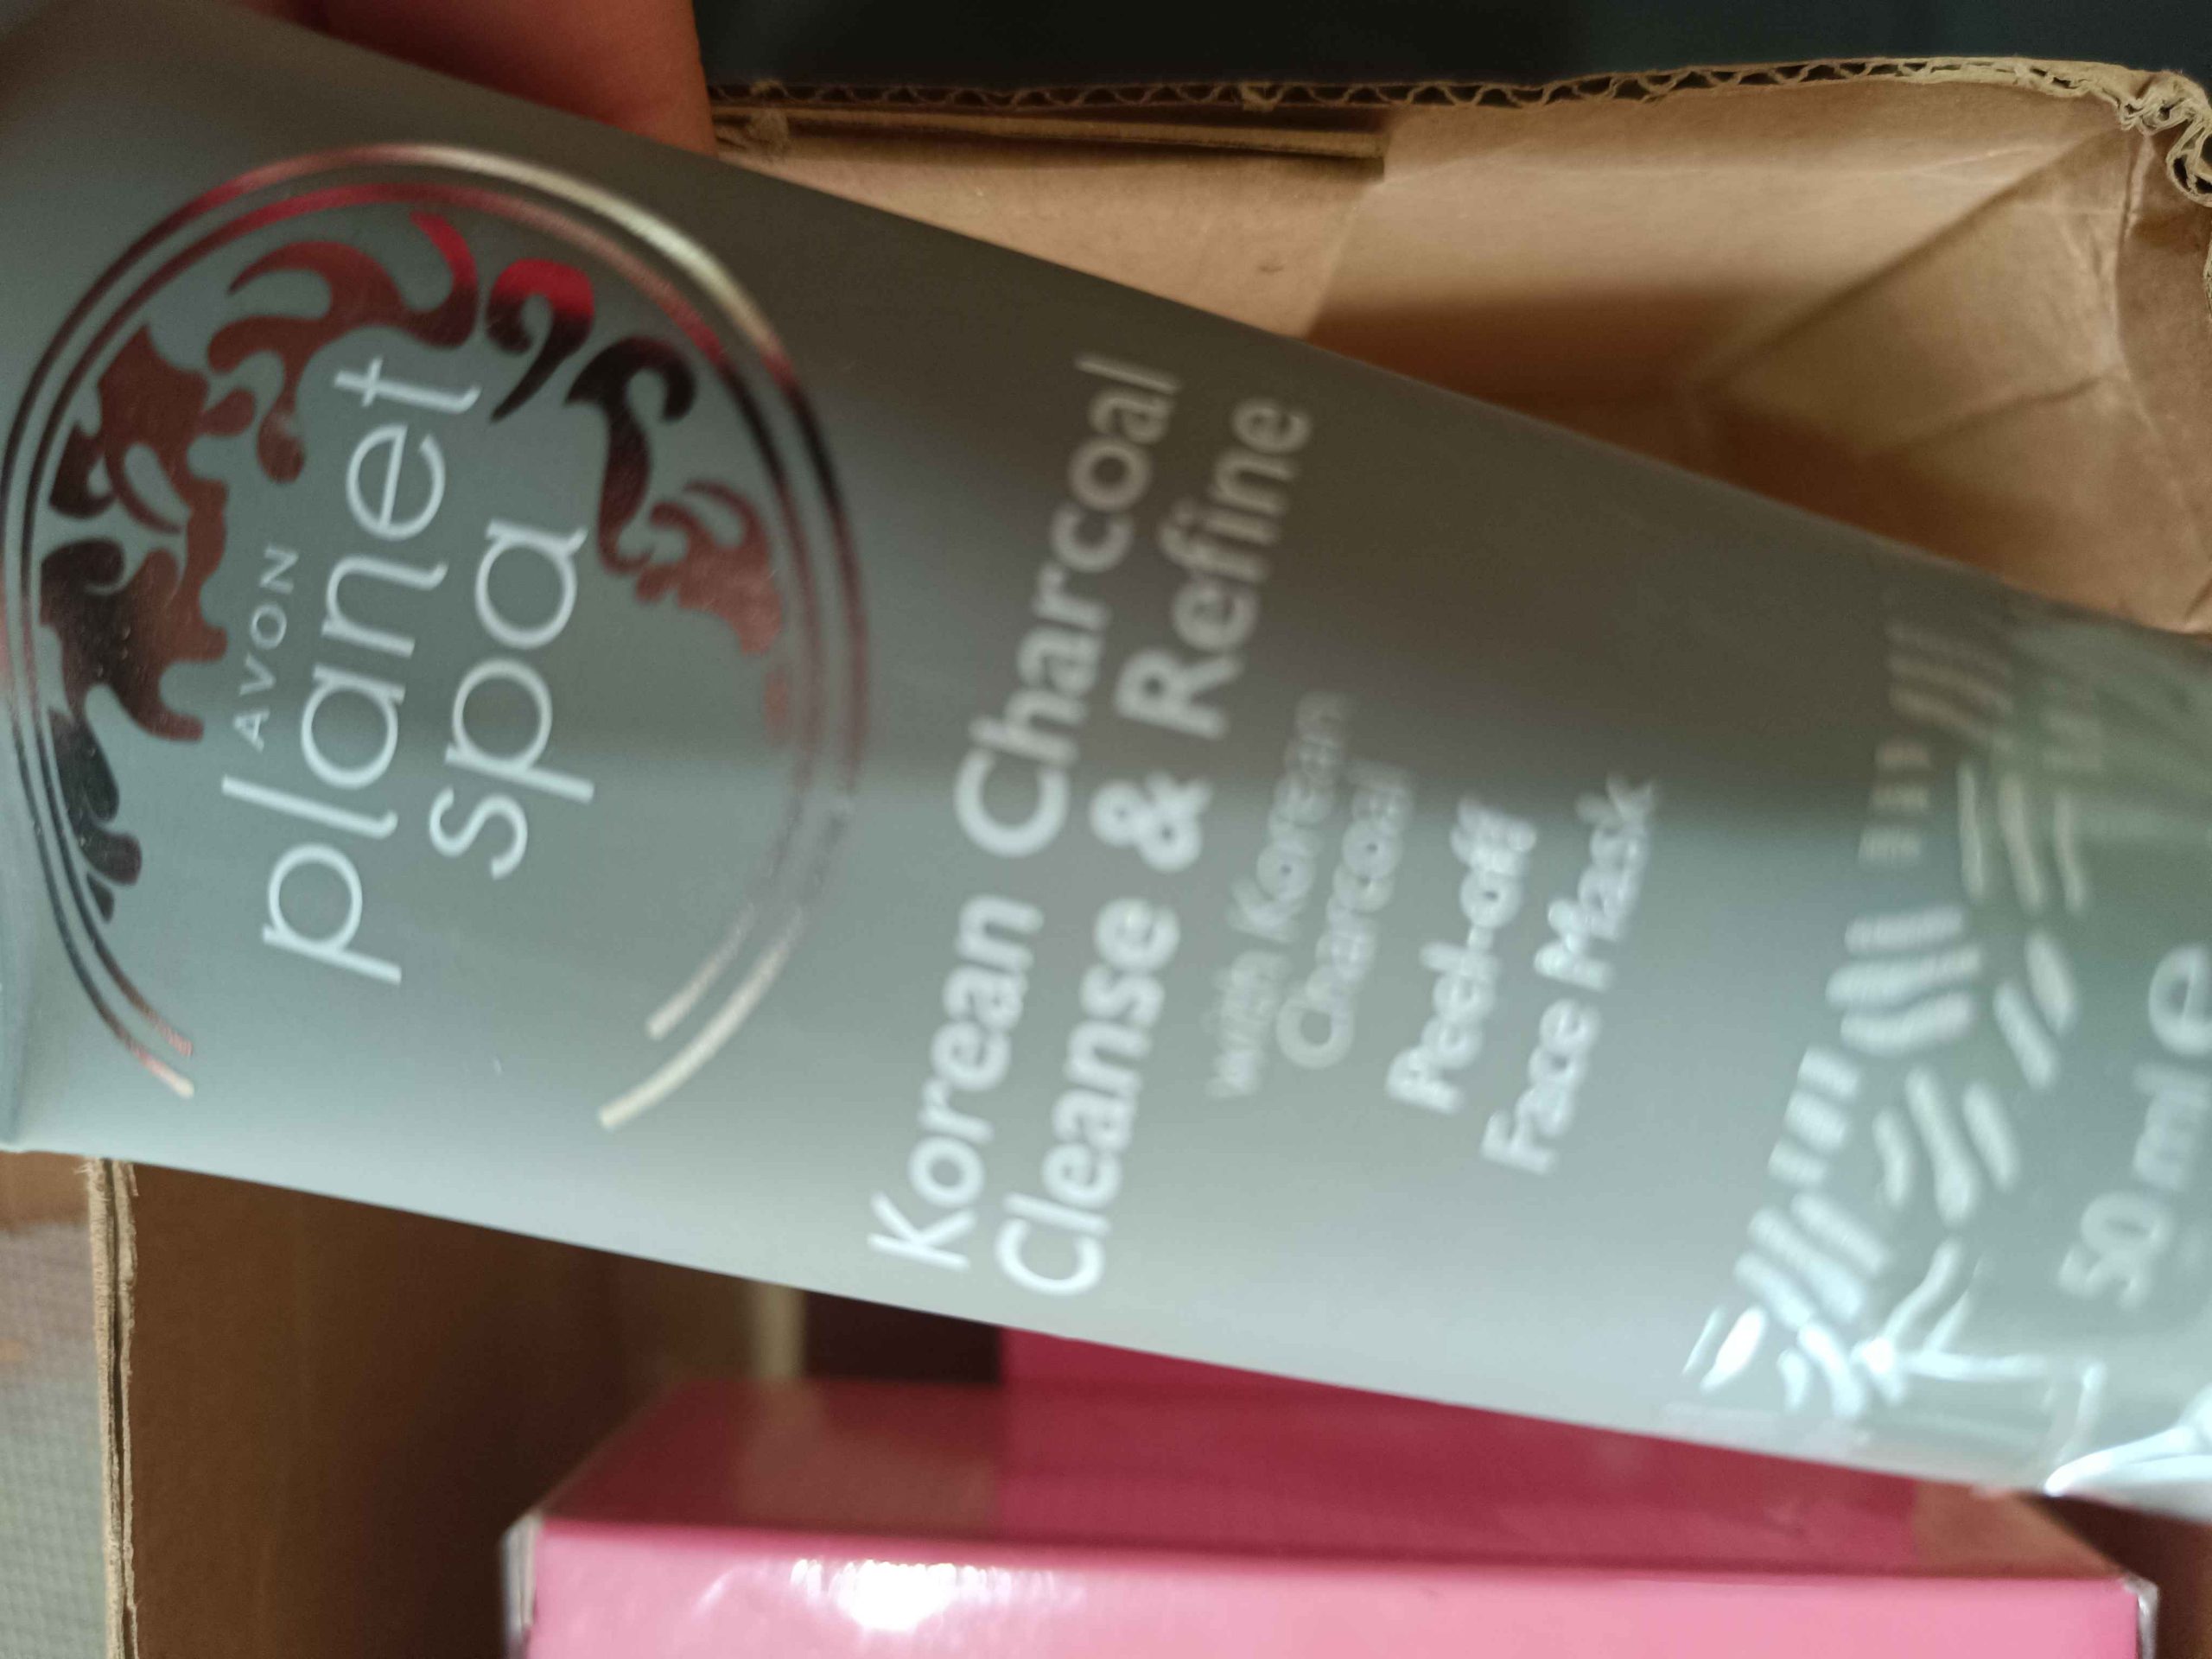 AVON
planet
spa
Korean Charcoal
Cleanse & Refine
with Korean
Charcoal
Peel-off
Face Mask
50 ml e